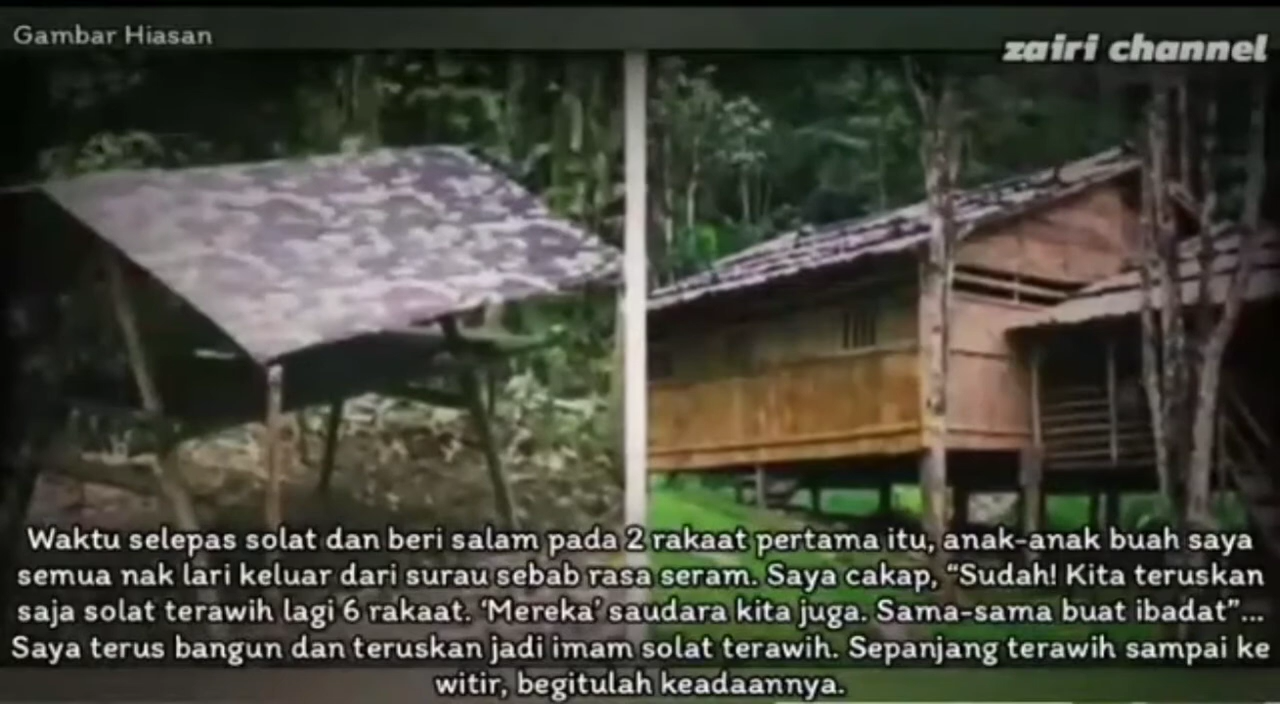 Gambar Hiasan
zairi channel
Waktu selepas solat dan beri salam pada 2 rakaat pertama itu, anak-anak buah saya
semua nak lari keluar dari surau sebab rasa seram. Saya cakap, “Sudah! Kita teruskan
saja solat terawih lagi 6 rakaat. ‘Mereka’ saudara kita juga. Sama-sama buat ibadat”...
Saya terus bangun dan teruskan jadi imam solat terawih. Sepanjang terawih sampai ke
witir, begitulah keadaannya.